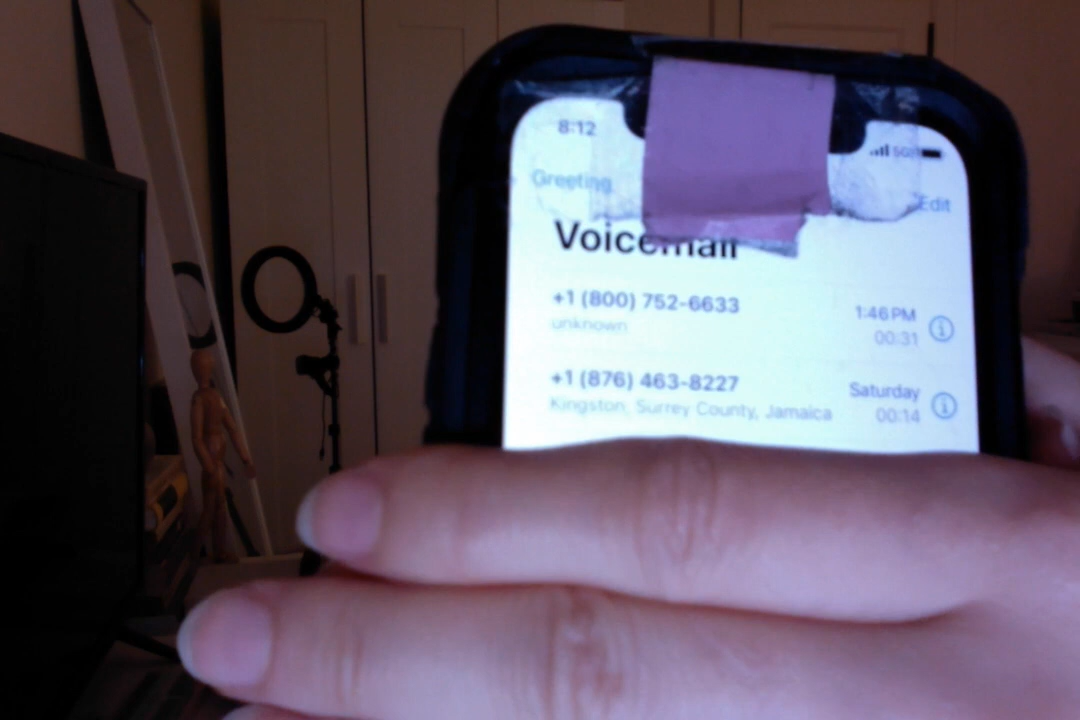 8:12
5G
Greeting
Edit
Voicemail
+1 (800) 752-6633
1:46 PM
unknown
00:31
+1 (876) 463-8227
Saturday
Kingston, Surrey County, Jamaica
00:14